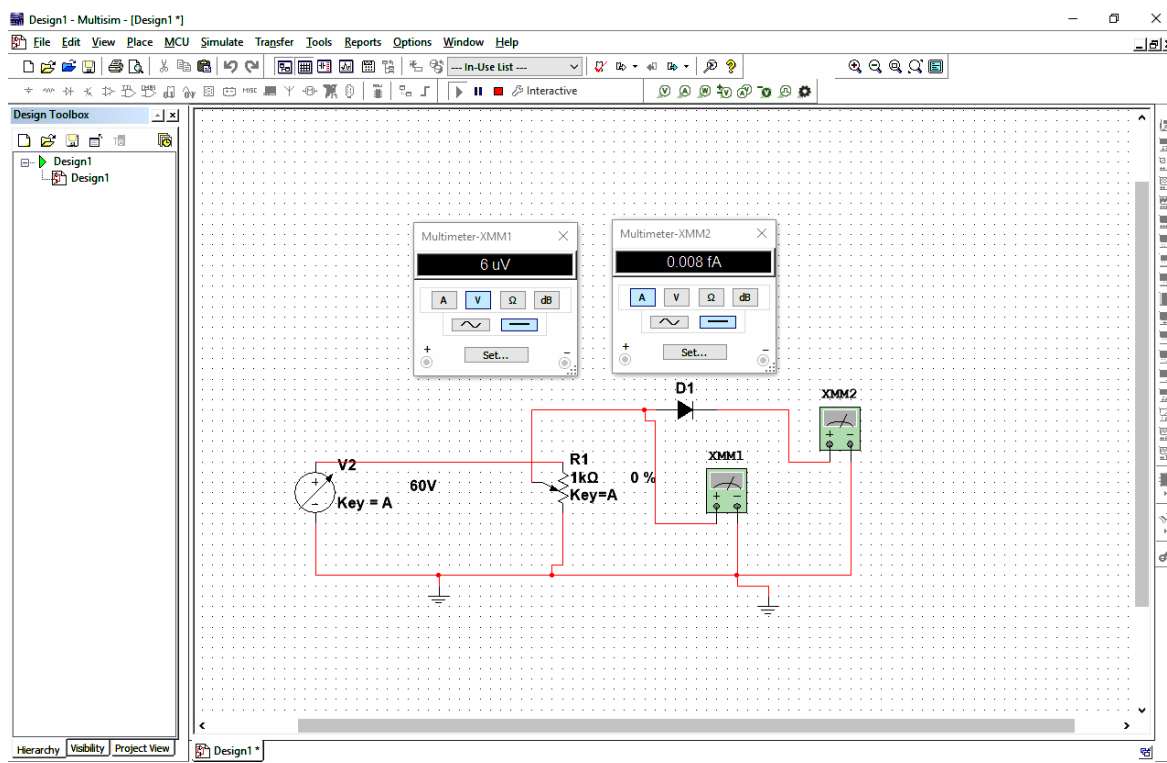 Design1 - Multisim - [Design1 *]
File Edit View Place MCU Simulate Transfer Tools Reports Options Window Help
--- In-Use List ---
MISC Interactive
Design Toolbox
Design1
Design1
Multimeter-XMM1
6 uV
A V Ω dB
+ −
Set...
Multimeter-XMM2
0.008 fA
A V Ω dB
+ −
Set...
D1
XMM2
+ −
V2
+
−
Key = A
60V
R1
1kΩ
Key=A
0 %
XMM1
+ −
Hierarchy Visibility Project View
Design1 *